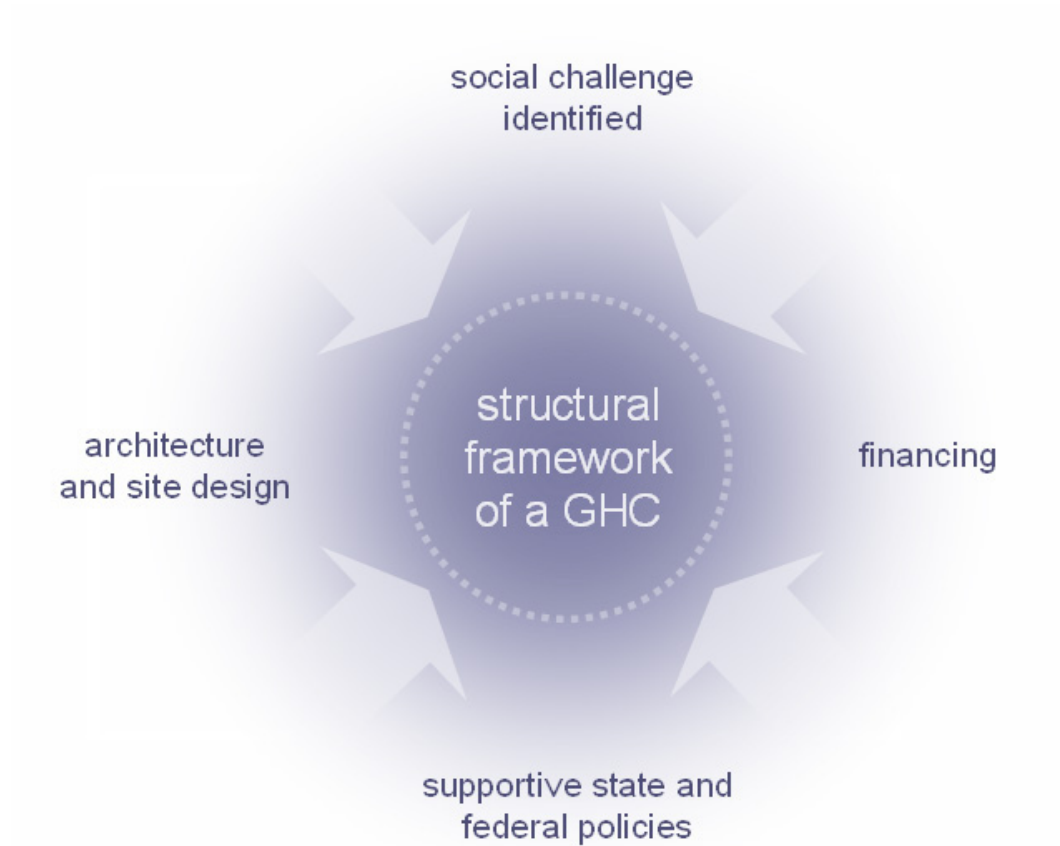 social challenge
identified
structural
framework
of a GHC
architecture
and site design
financing
supportive state and
federal policies